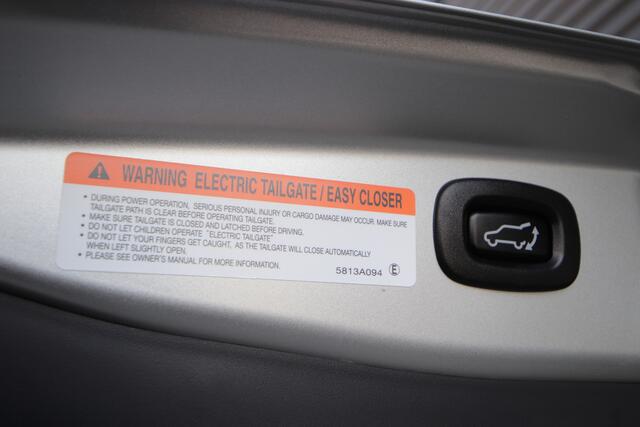 WARNING ELECTRIC TAILGATE / EASY CLOSER
• DURING POWER OPERATION, SERIOUS PERSONAL INJURY OR CARGO DAMAGE MAY OCCUR. MAKE SURE
TAILGATE PATH IS CLEAR BEFORE OPERATING TAILGATE.
• MAKE SURE TAILGATE IS CLOSED AND LATCHED BEFORE DRIVING.
• DO NOT LET CHILDREN OPERATE "ELECTRIC TAILGATE"
• DO NOT LET YOUR FINGERS GET CAUGHT, AS THE TAILGATE WILL CLOSE AUTOMATICALLY
WHEN LEFT SLIGHTLY OPEN.
• PLEASE SEE OWNER'S MANUAL FOR MORE INFORMATION.
5813A094 Ⓔ